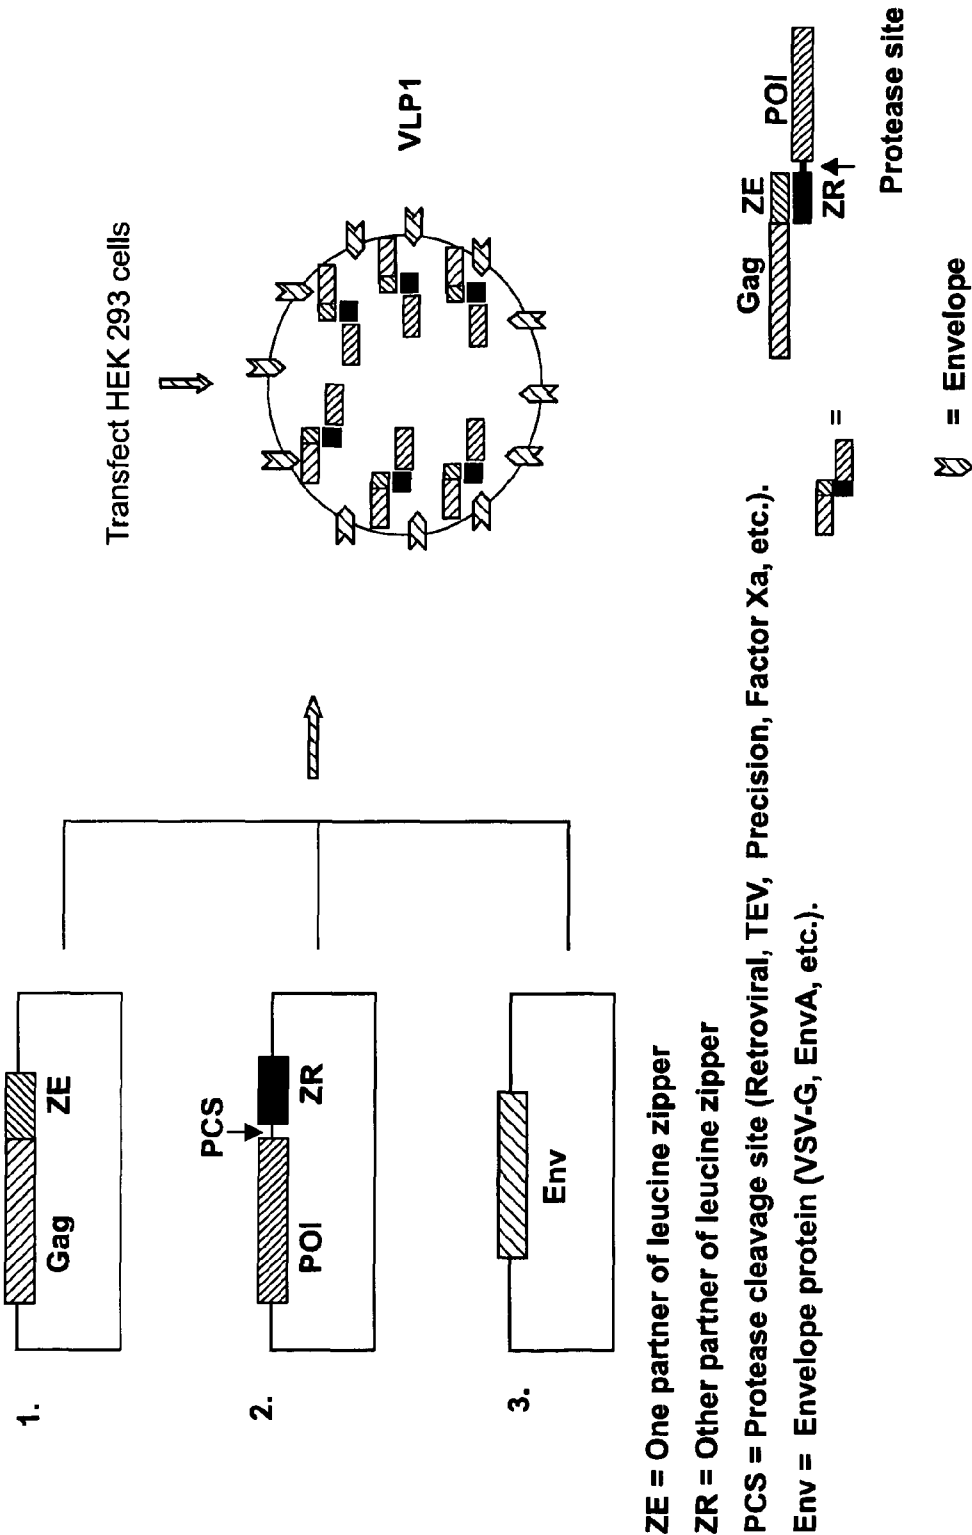 1.
Gag
ZE
2.
PCS
POI
ZR
3.
Env
Transfect HEK 293 cells
VLP1
ZE = One partner of leucine zipper
ZR = Other partner of leucine zipper
PCS = Protease cleavage site (Retroviral, TEV, Precision, Factor Xa, etc.).
Env = Envelope protein (VSV-G, EnvA, etc.).
=
Gag
ZE
POI
ZR
Protease site
= Envelope